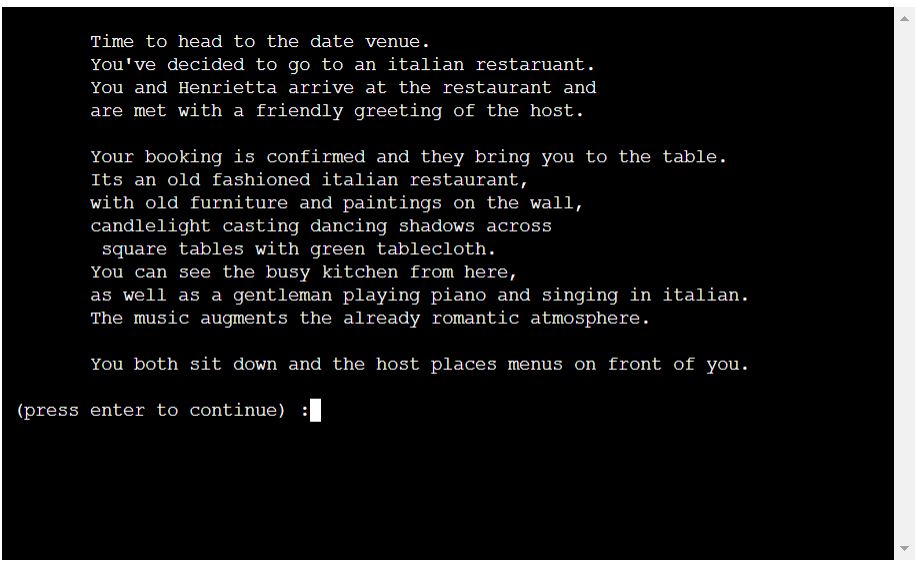 Time to head to the date venue.
You've decided to go to an italian restaruant.
You and Henrietta arrive at the restaurant and
are met with a friendly greeting of the host.
Your booking is confirmed and they bring you to the table.
Its an old fashioned italian restaurant,
with old furniture and paintings on the wall,
candlelight casting dancing shadows across
square tables with green tablecloth.
You can see the busy kitchen from here,
as well as a gentleman playing piano and singing in italian.
The music augments the already romantic atmosphere.
You both sit down and the host places menus on front of you.
(press enter to continue) :